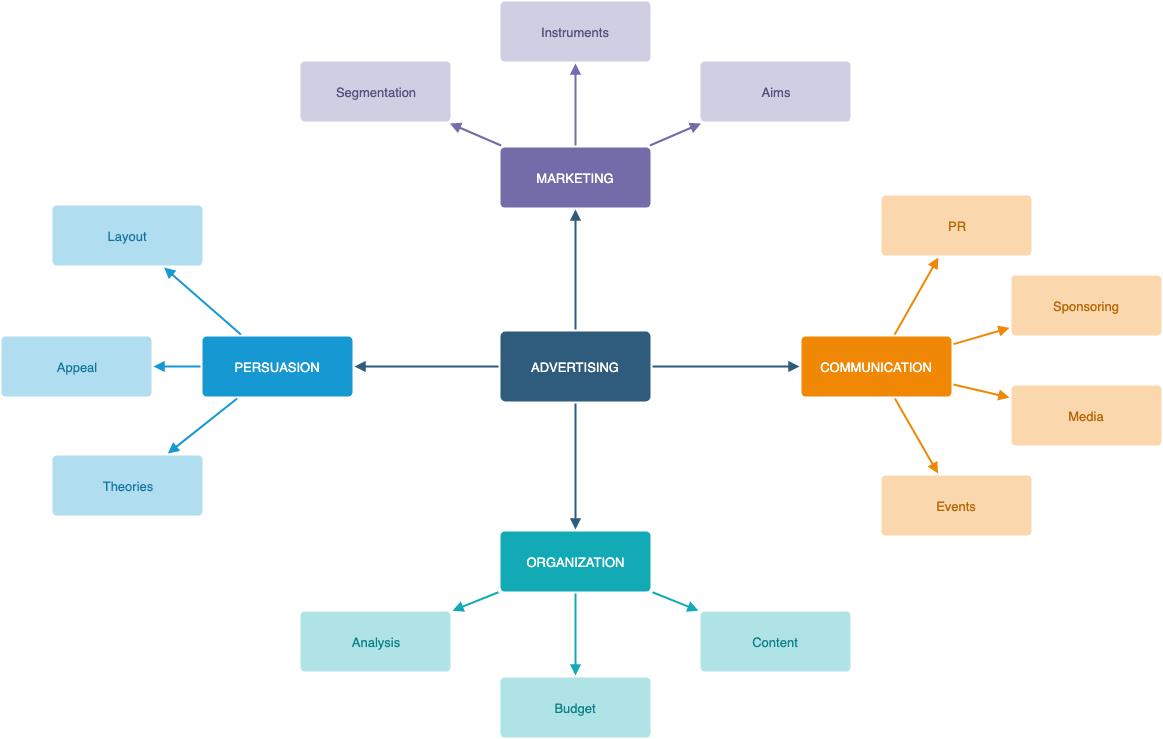 Instruments
Segmentation
Aims
MARKETING
PR
Layout
Sponsoring
PERSUASION
ADVERTISING
COMMUNICATION
Appeal
Media
Theories
Events
ORGANIZATION
Analysis
Content
Budget